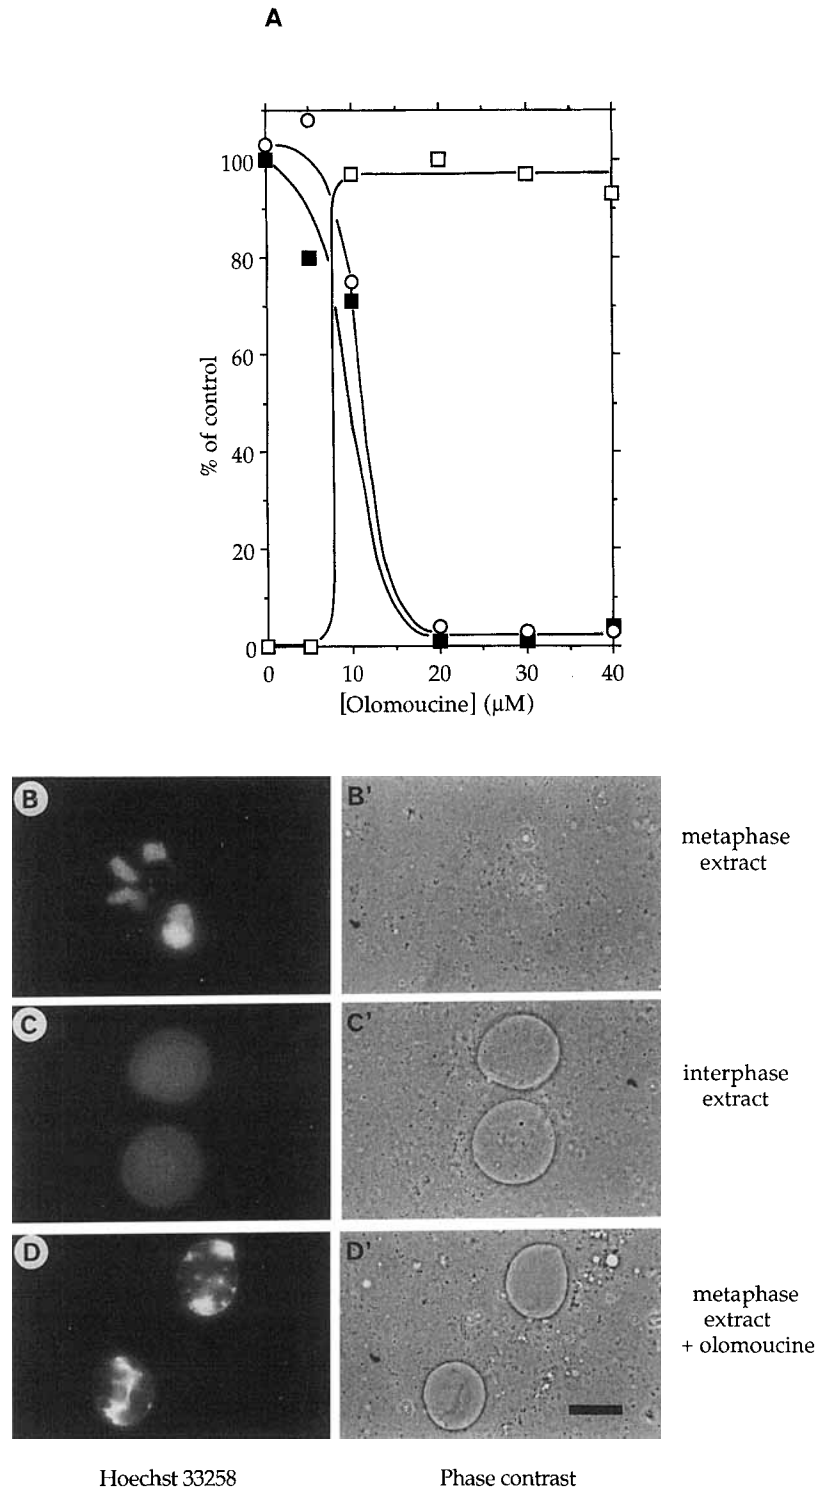 A
100
80
60
40
20
0
% of control
0 10 20 30 40
[Olomoucine] (μM)
B B'
metaphase
extract
C C'
interphase
extract
D D'
metaphase
extract
+ olomoucine
Hoechst 33258 Phase contrast